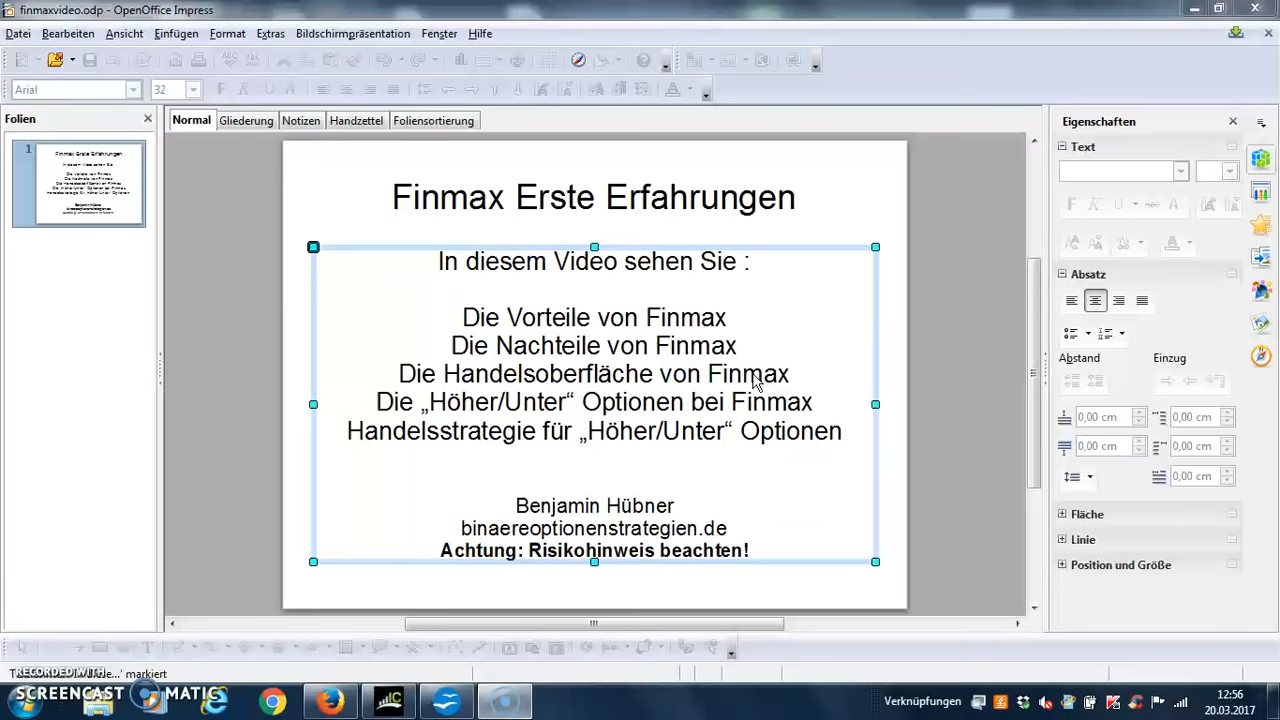 finmaxvideo.odp - OpenOffice Impress
Datei Bearbeiten Ansicht Einfügen Format Extras Bildschirmpräsentation Fenster Hilfe
Arial 32
Folien
1
Normal Gliederung Notizen Handzettel Foliensortierung
Finmax Erste Erfahrungen
In diesem Video sehen Sie :
Die Vorteile von Finmax
Die Nachteile von Finmax
Die Handelsoberfläche von Finmax
Die „Höher/Unter“ Optionen bei Finmax
Handelsstrategie für „Höher/Unter“ Optionen
Benjamin Hübner
binaereoptionenstrategien.de
Achtung: Risikohinweis beachten!
Eigenschaften
Text
Absatz
Abstand Einzug
0,00 cm 0,00 cm
0,00 cm 0,00 cm
0,00 cm
Fläche
Linie
Position und Größe
markiert
RECORDED WITH
SCREENCAST MATIC
Verknüpfungen
12:56
20.03.2017